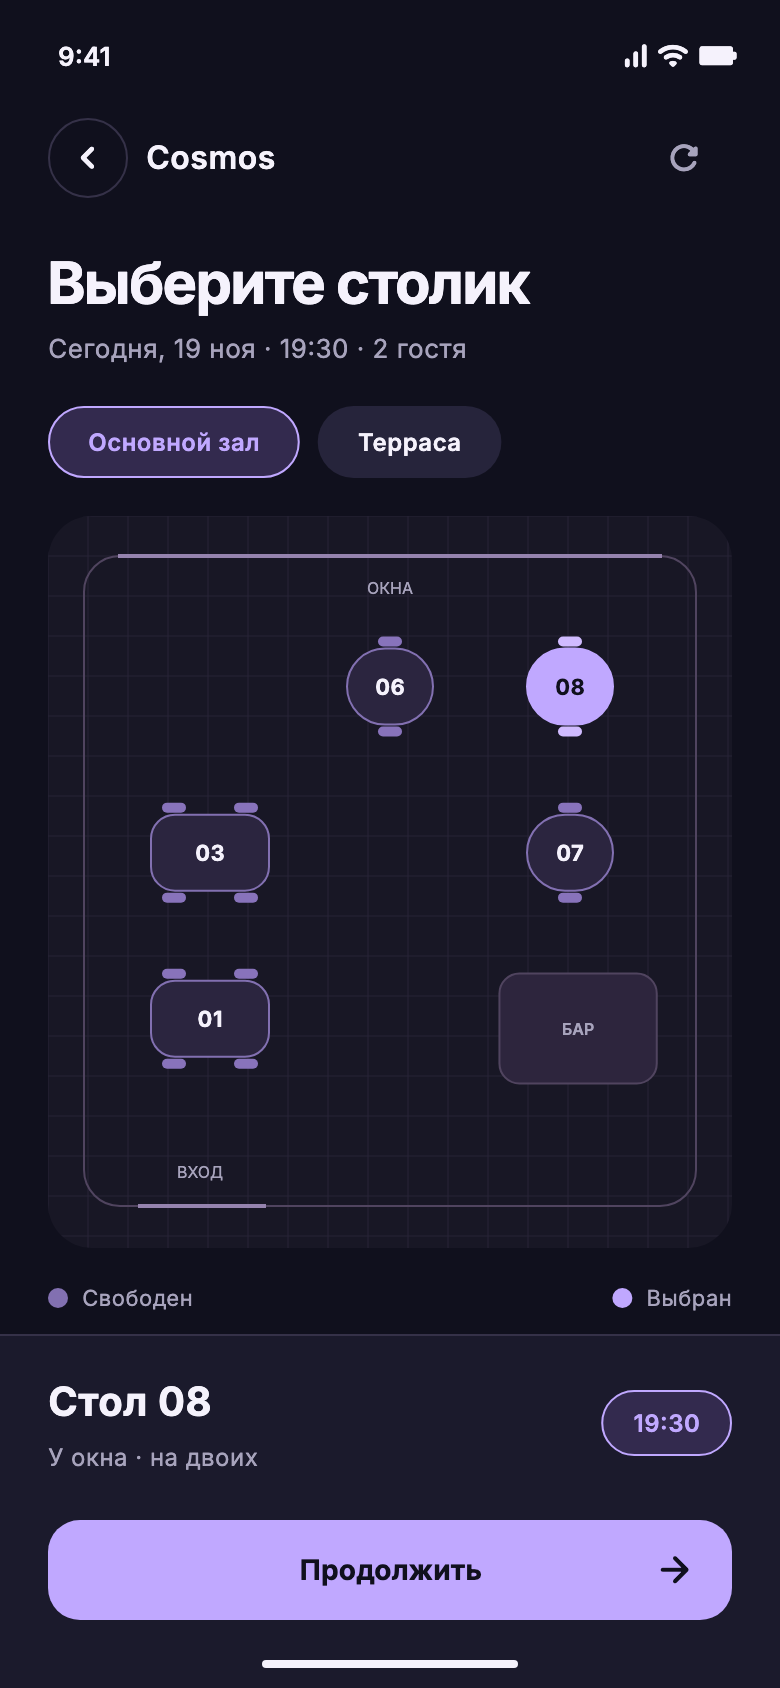 9:41
Cosmos
Выберите столик
Сегодня, 19 ноя · 19:30 · 2 гостя
Основной зал
Терраса
ОКНА
06
08
03
07
01
БАР
ВХОД
Свободен
Выбран
Стол 08
19:30
У окна · на двоих
Продолжить